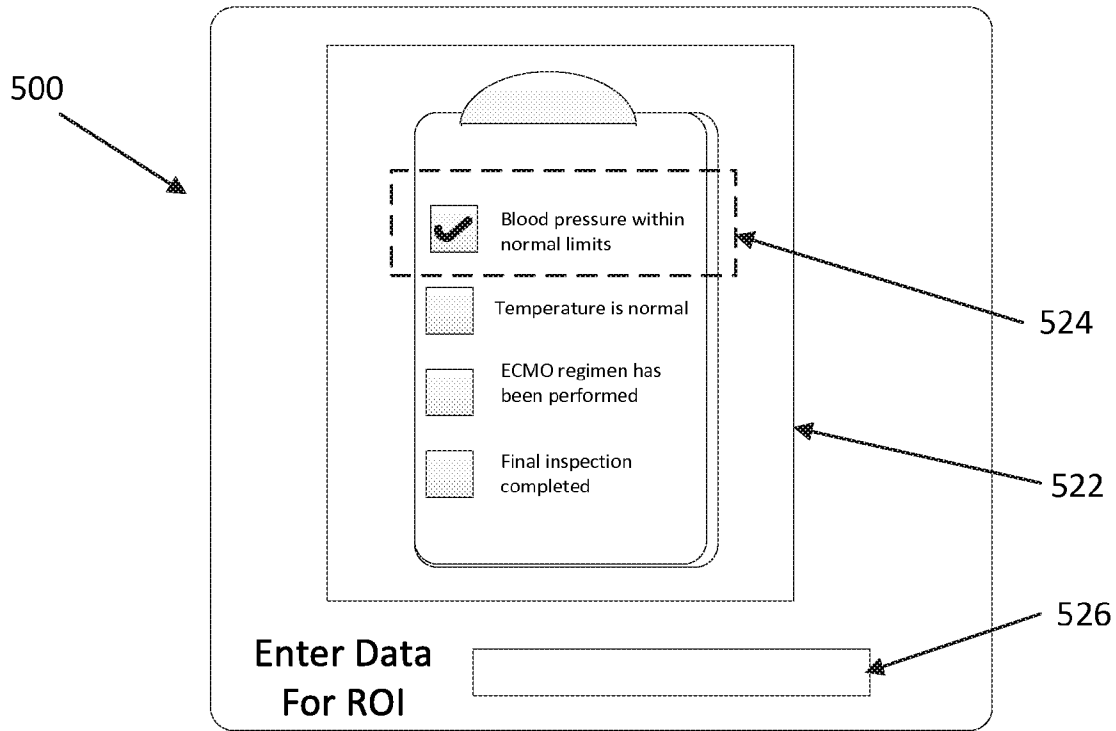 500
Blood pressure within
normal limits
524
Temperature is normal
ECMO regimen has
been performed
Final inspection
completed
522
526
Enter Data
For ROI